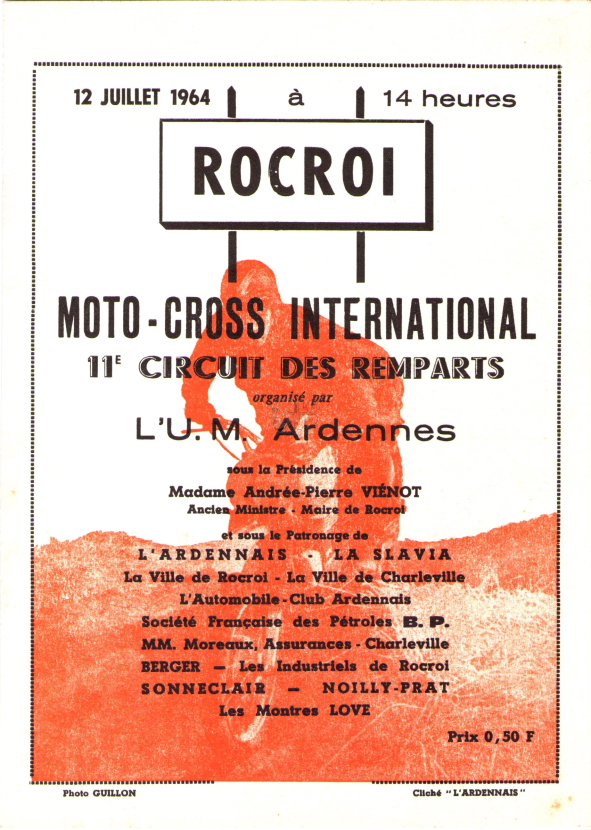 12 JUILLET 1964 à 14 heures
ROCROI
MOTO-CROSS INTERNATIONAL
11E CIRCUIT DES REMPARTS
organisé par
L'U.M. Ardennes
sous la Présidence de
Madame Andrée-Pierre VIÉNOT
Ancien Ministre - Maire de Rocroi
et sous le Patronage de
L'ARDENNAIS - LA SLAVIA
La Ville de Rocroi - La Ville de Charleville
L'Automobile-Club Ardennais
Société Française des Pétroles B.P.
MM. Moreaux, Assurances - Charleville
BERGER — Les Industriels de Rocroi
SONNECLAIR — NOILLY-PRAT
Les Montres LOVE
Prix 0,50 F
Photo GUILLON Cliché "L'ARDENNAIS"